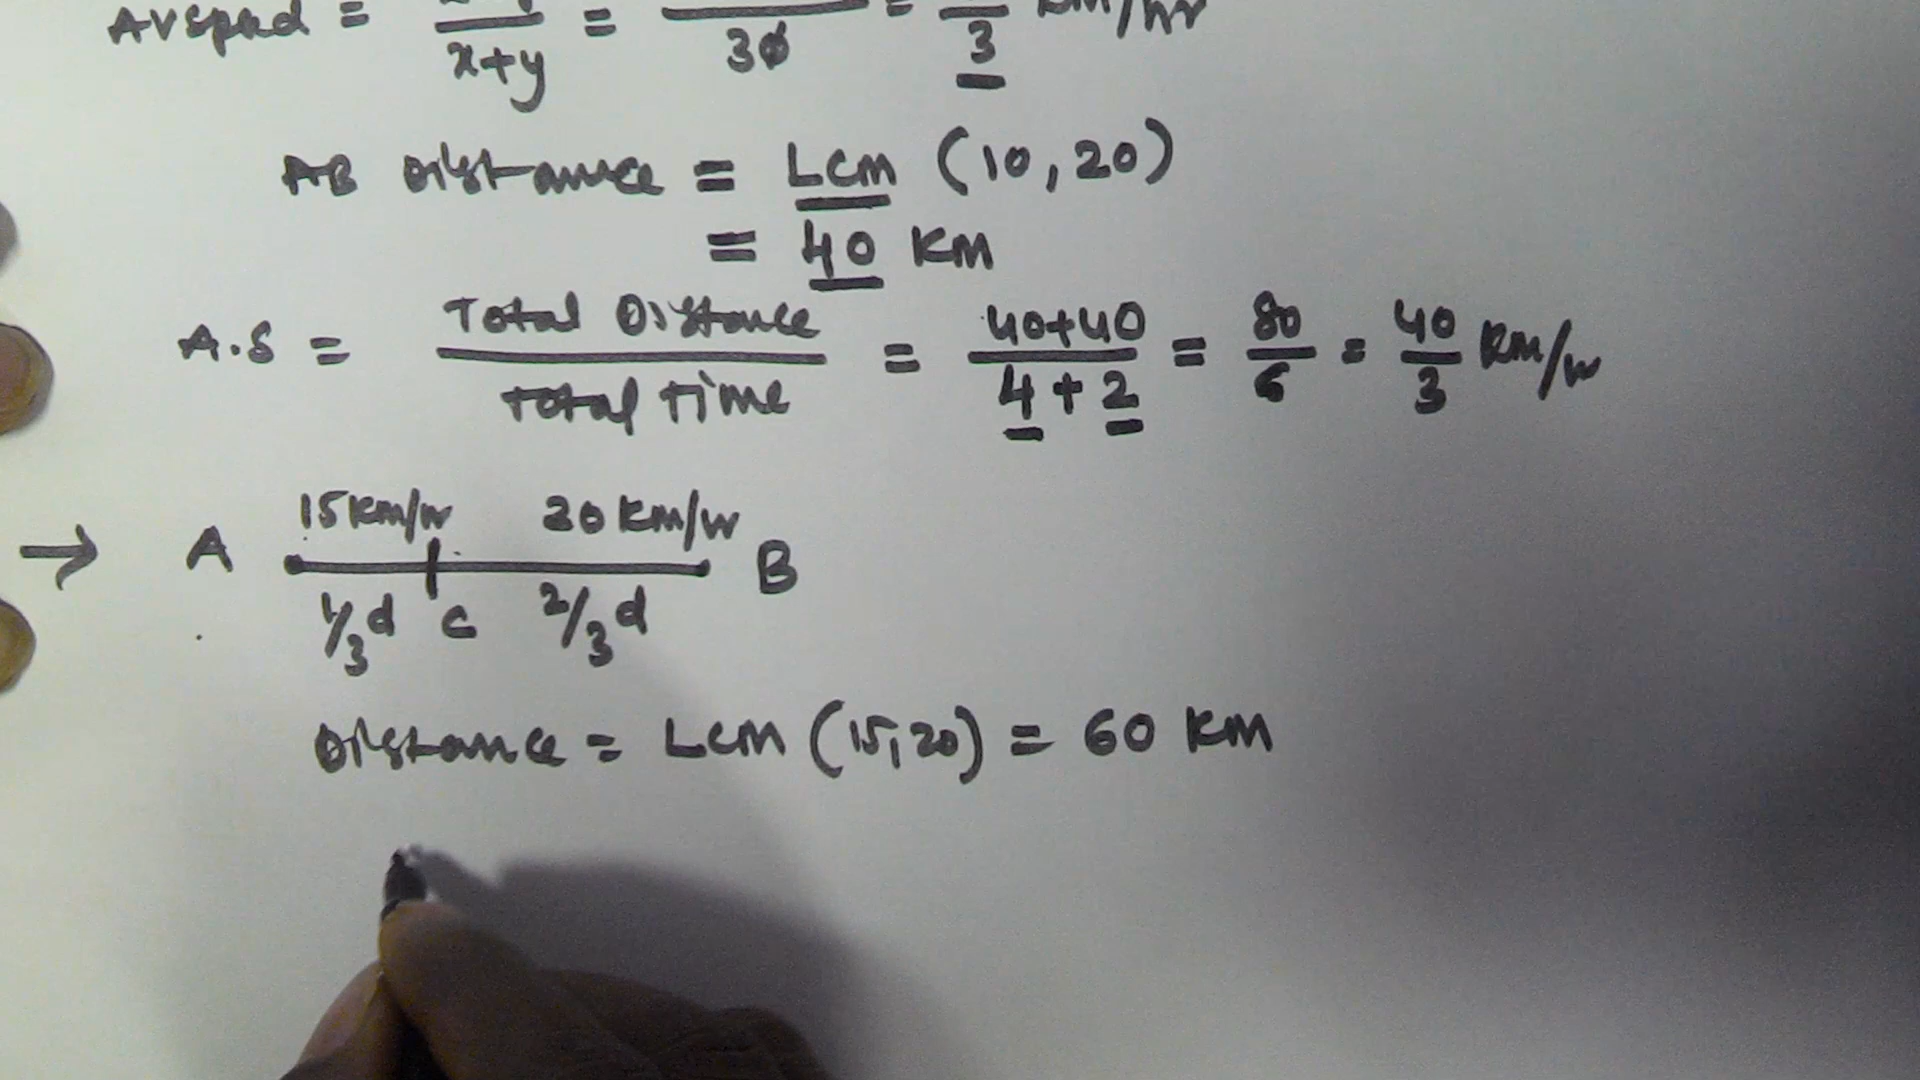 Avspeed = / x+y = / 30 = / 3 km/hr
AB Distance = Lcm (10,20)
= 40 KM
A.S = Total Distance / Total Time = 40+40 / 4+2 = 80/6 = 40/3 km/hr
15km/hr 20km/hr
→ A B
1/3 d c 2/3 d
Distance = Lcm (15,20) = 60 KM